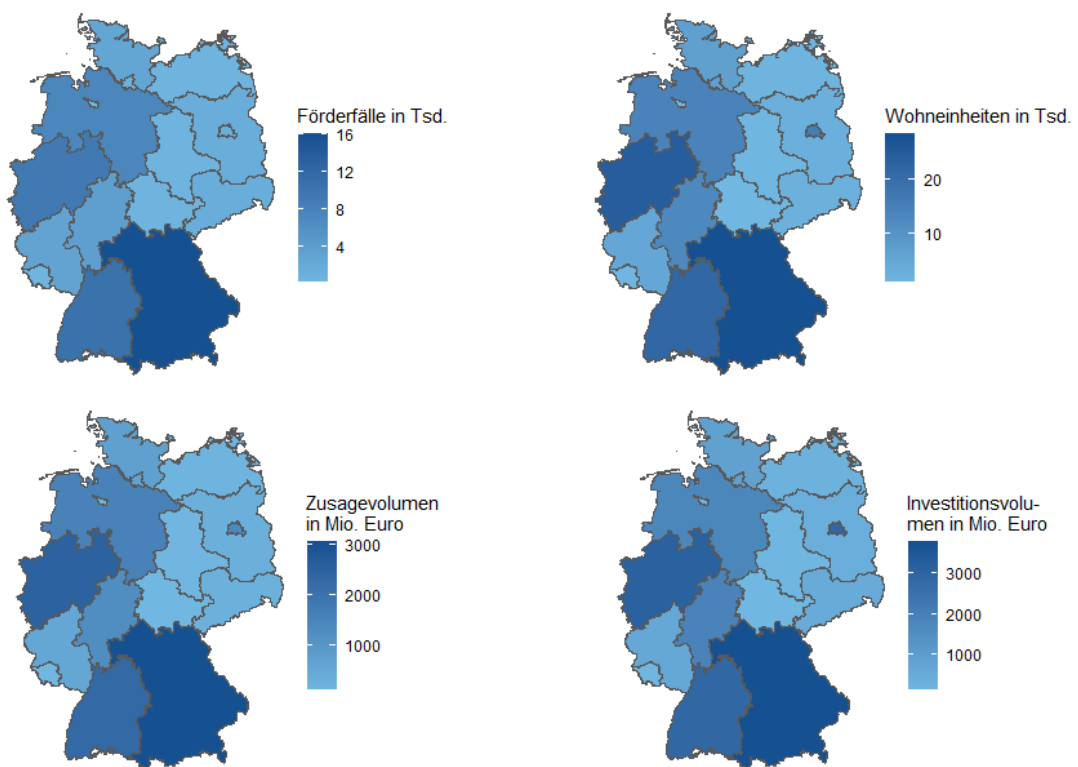 Förderfälle in Tsd.
16
12
8
4
Wohneinheiten in Tsd.
20
10
Zusagevolumen
in Mio. Euro
3000
2000
1000
Investitionsvolu-
men in Mio. Euro
3000
2000
1000